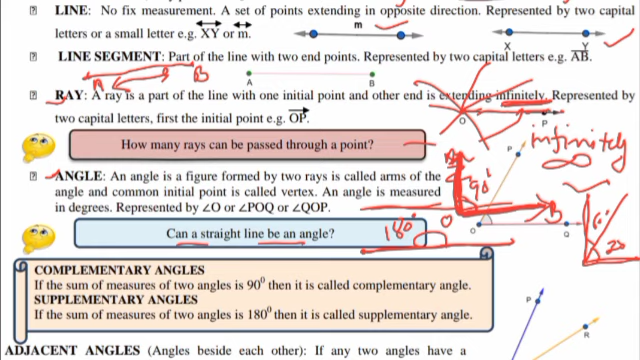 LINE: No fix measurement. A set of points extending in opposite direction. Represented by two capital
letters or a small letter e.g. XY or m.
m
X
Y
LINE SEGMENT: Part of the line with two end points. Represented by two capital letters e.g. AB.
A B
A
B
RAY: A ray is a part of the line with one initial point and other end is extending infinitely. Represented by
two capital letters, first the initial point e.g. OP.
O
P
infinitely
∞
How many rays can be passed through a point?
ANGLE: An angle is a figure formed by two rays is called arms of the
angle and common initial point is called vertex. An angle is measured
in degrees. Represented by ∠O or ∠POQ or ∠QOP.
P
O
Q
90°
O
B
Can a straight line be an angle?
180°
COMPLEMENTARY ANGLES
If the sum of measures of two angles is 90⁰ then it is called complementary angle.
SUPPLEMENTARY ANGLES
If the sum of measures of two angles is 180⁰ then it is called supplementary angle.
P
R
ADJACENT ANGLES (Angles beside each other): If any two angles have a